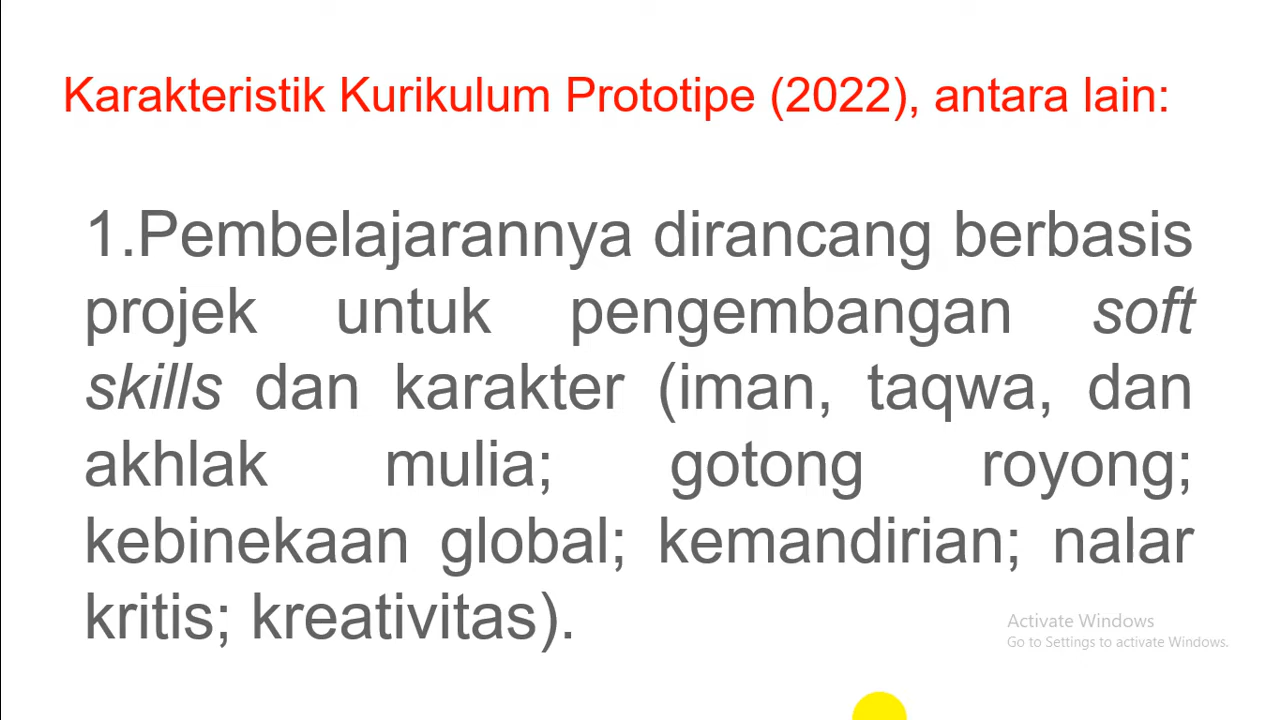 Karakteristik Kurikulum Prototipe (2022), antara lain:
1.Pembelajarannya dirancang berbasis
projek untuk pengembangan soft
skills dan karakter (iman, taqwa, dan
akhlak mulia; gotong royong;
kebinekaan global; kemandirian; nalar
kritis; kreativitas).
Activate Windows
Go to Settings to activate Windows.